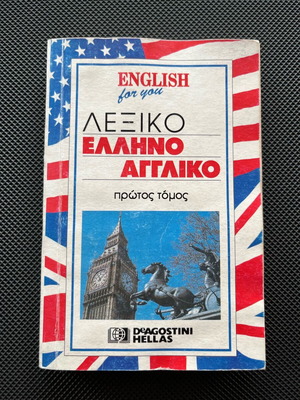 ENGLISH
for you
ΛΕΞΙΚΟ
ΕΛΛΗΝΟ
ΑΓΓΛΙΚΟ
πρώτος τόμος
DeAGOSTINI
HELLAS